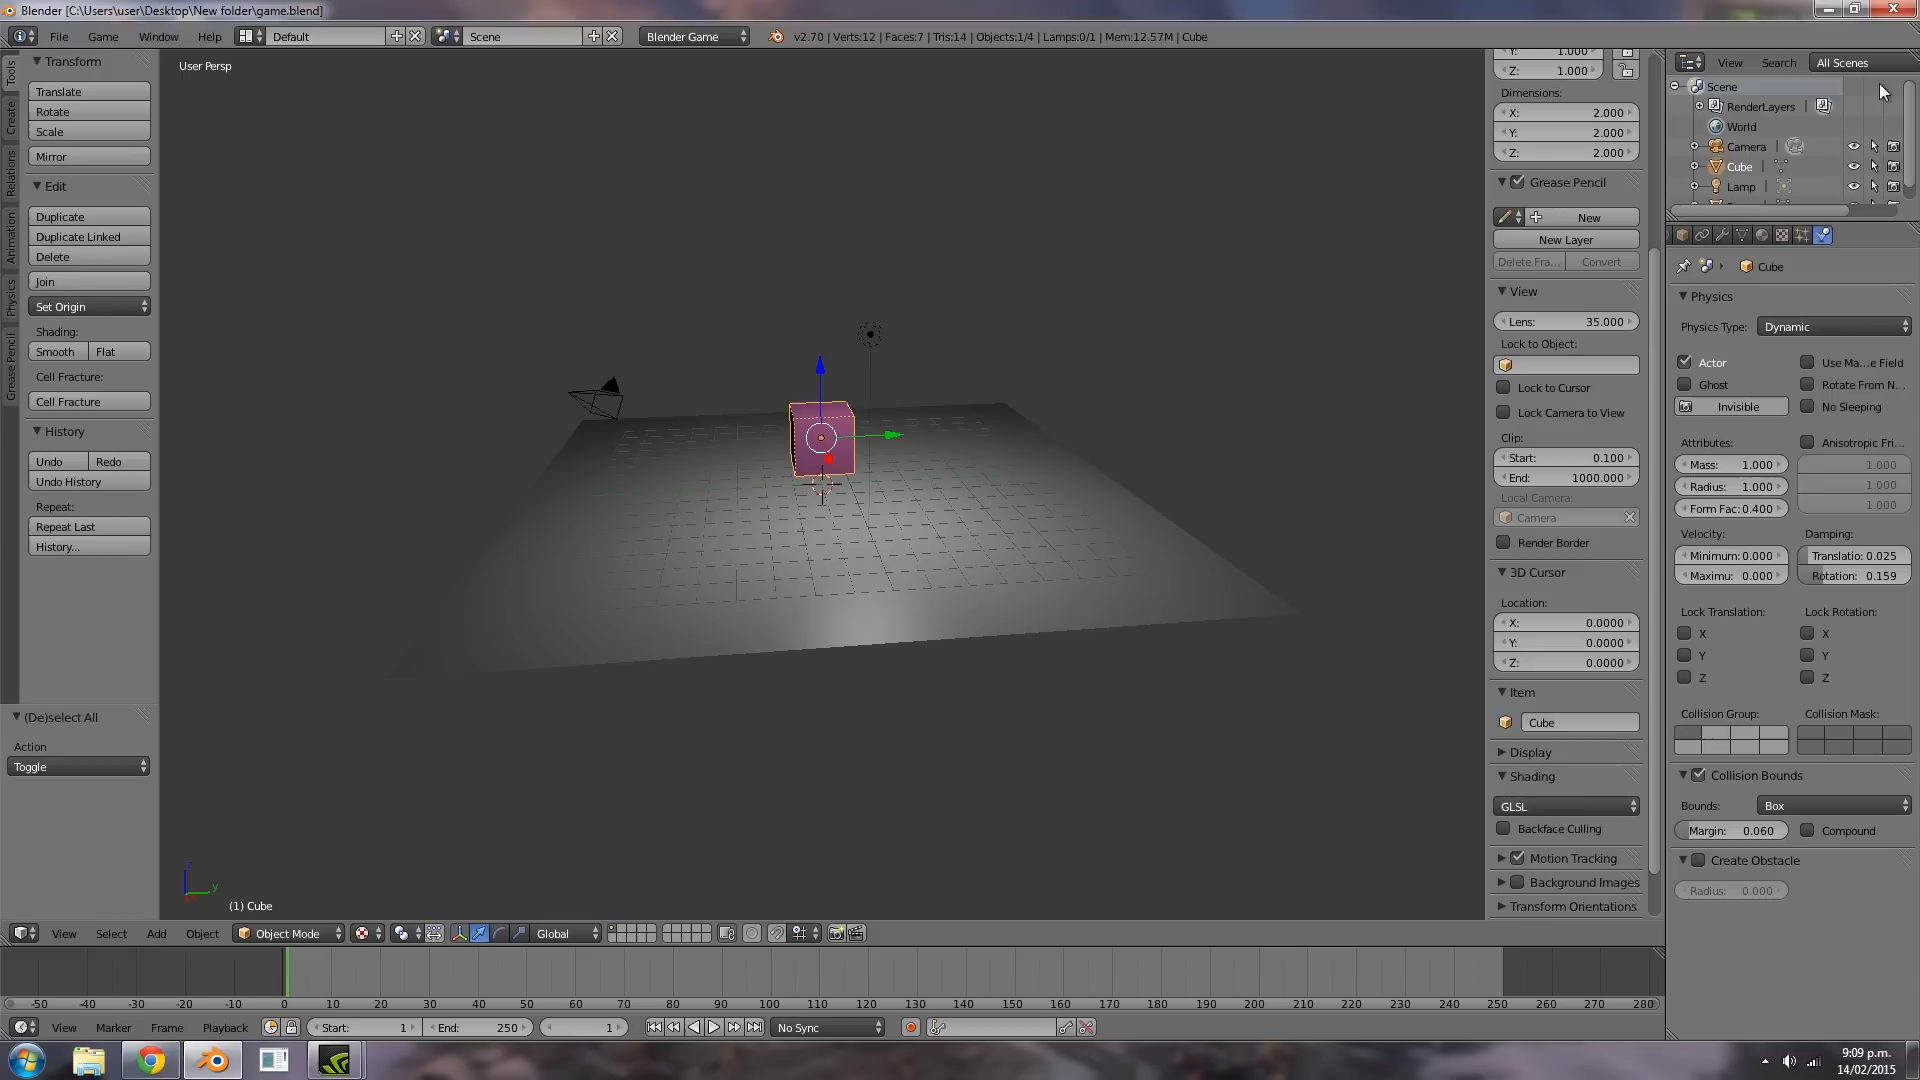 Blender [C:\Users\user\Desktop\New folder\game.blend]
File Game Window Help Default Scene Blender Game v2.70 | Verts:12 | Faces:7 | Tris:14 | Objects:1/4 | Lamps:0/1 | Mem:12.57M | Cube
Tools
Create
Relations
Animation
Physics
Grease Pencil
Transform
Translate
Rotate
Scale
Mirror
Edit
Duplicate
Duplicate Linked
Delete
Join
Set Origin
Shading:
Smooth Flat
Cell Fracture:
Cell Fracture
History
Undo Redo
Undo History
Repeat:
Repeat Last
History...
(De)select All
Action
Toggle
User Persp
z
y
(1) Cube
Y: 1.000
Z: 1.000
Dimensions:
X: 2.000
Y: 2.000
Z: 2.000
Grease Pencil
New
New Layer
Delete Fra... Convert
View
Lens: 35.000
Lock to Object:
Lock to Cursor
Lock Camera to View
Clip:
Start: 0.100
End: 1000.000
Local Camera:
Camera
Render Border
3D Cursor
Location:
X: 0.0000
Y: 0.0000
Z: 0.0000
Item
Cube
Display
Shading
GLSL
Backface Culling
Motion Tracking
Background Images
Transform Orientations
View Search All Scenes
Scene
RenderLayers |
World
Camera |
Cube |
Lamp |
Cube
Physics
Physics Type: Dynamic
Actor Use Ma...e Field
Ghost Rotate From N...
Invisible No Sleeping
Attributes: Anisotropic Fri...
Mass: 1.000 1.000
Radius: 1.000 1.000
Form Fac: 0.400 1.000
Velocity: Damping:
Minimum: 0.000 Translatio: 0.025
Maximu: 0.000 Rotation: 0.159
Lock Translation: Lock Rotation:
X X
Y Y
Z Z
Collision Group: Collision Mask:
Collision Bounds
Bounds: Box
Margin: 0.060 Compound
Create Obstacle
Radius: 0.000
View Select Add Object Object Mode Global
-50 -40 -30 -20 -10 0 10 20 30 40 50 60 70 80 90 100 110 120 130 140 150 160 170 180 190 200 210 220 230 240 250 260 270 280
View Marker Frame Playback Start: 1 End: 250 1 No Sync
9:09 p.m.
14/02/2015